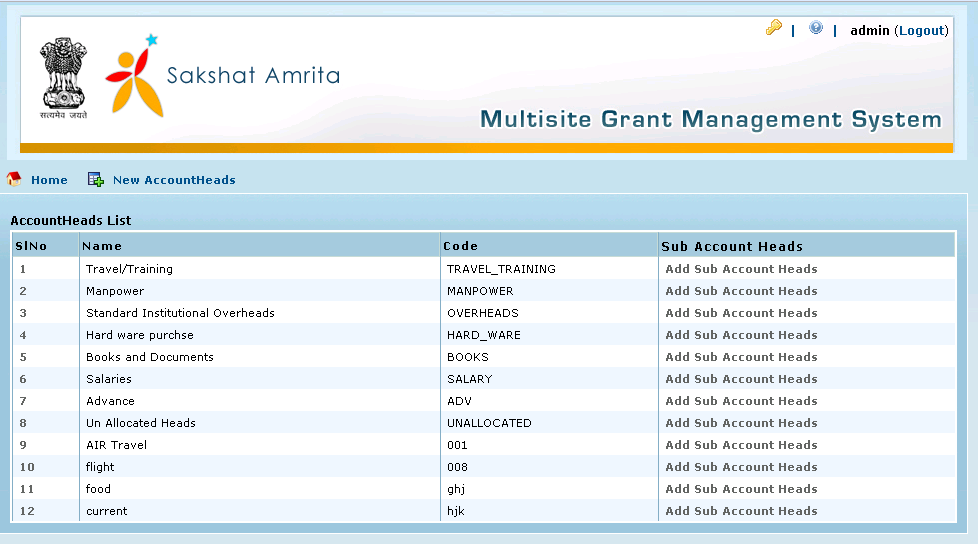 admin (Logout)
सत्यमेव जयते
Sakshat Amrita
Multisite Grant Management System
Home New AccountHeads
AccountHeads List
SlNo Name Code Sub Account Heads
1 Travel/Training TRAVEL_TRAINING Add Sub Account Heads
2 Manpower MANPOWER Add Sub Account Heads
3 Standard Institutional Overheads OVERHEADS Add Sub Account Heads
4 Hard ware purchse HARD_WARE Add Sub Account Heads
5 Books and Documents BOOKS Add Sub Account Heads
6 Salaries SALARY Add Sub Account Heads
7 Advance ADV Add Sub Account Heads
8 Un Allocated Heads UNALLOCATED Add Sub Account Heads
9 AIR Travel 001 Add Sub Account Heads
10 flight 008 Add Sub Account Heads
11 food ghj Add Sub Account Heads
12 current hjk Add Sub Account Heads